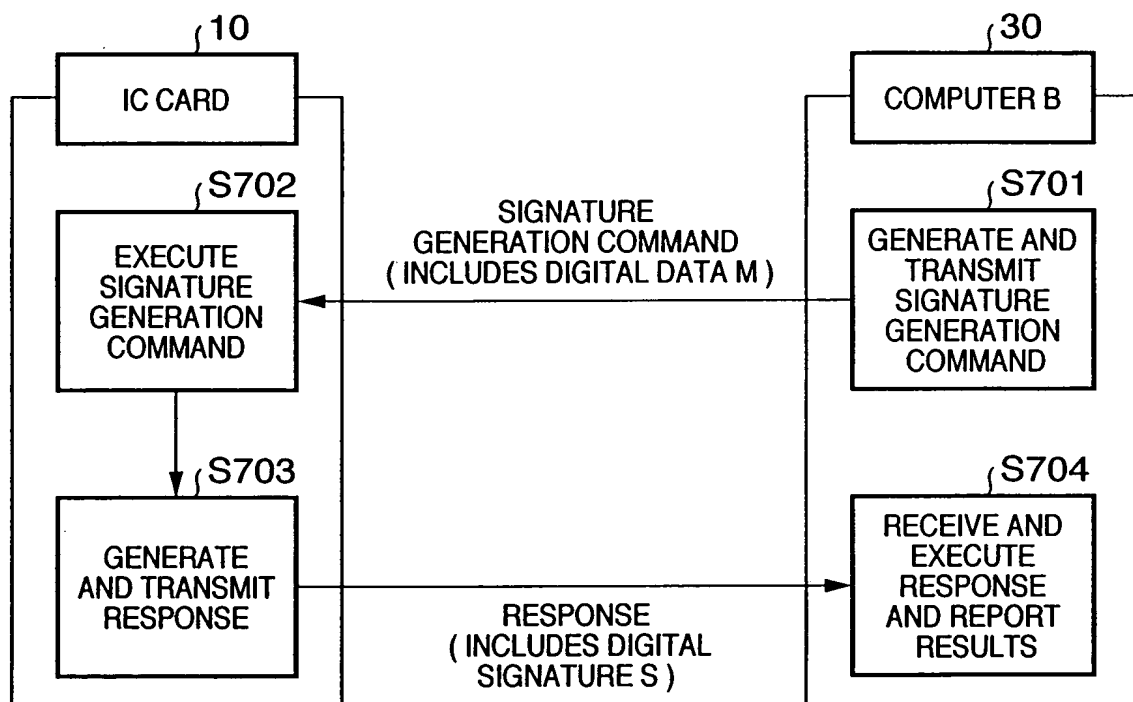 10
IC CARD
30
COMPUTER B
S702
EXECUTE
SIGNATURE
GENERATION
COMMAND
SIGNATURE
GENERATION COMMAND
( INCLUDES DIGITAL DATA M )
S701
GENERATE AND
TRANSMIT
SIGNATURE
GENERATION
COMMAND
S703
GENERATE
AND TRANSMIT
RESPONSE
RESPONSE
( INCLUDES DIGITAL
SIGNATURE S )
S704
RECEIVE AND
EXECUTE
RESPONSE
AND REPORT
RESULTS